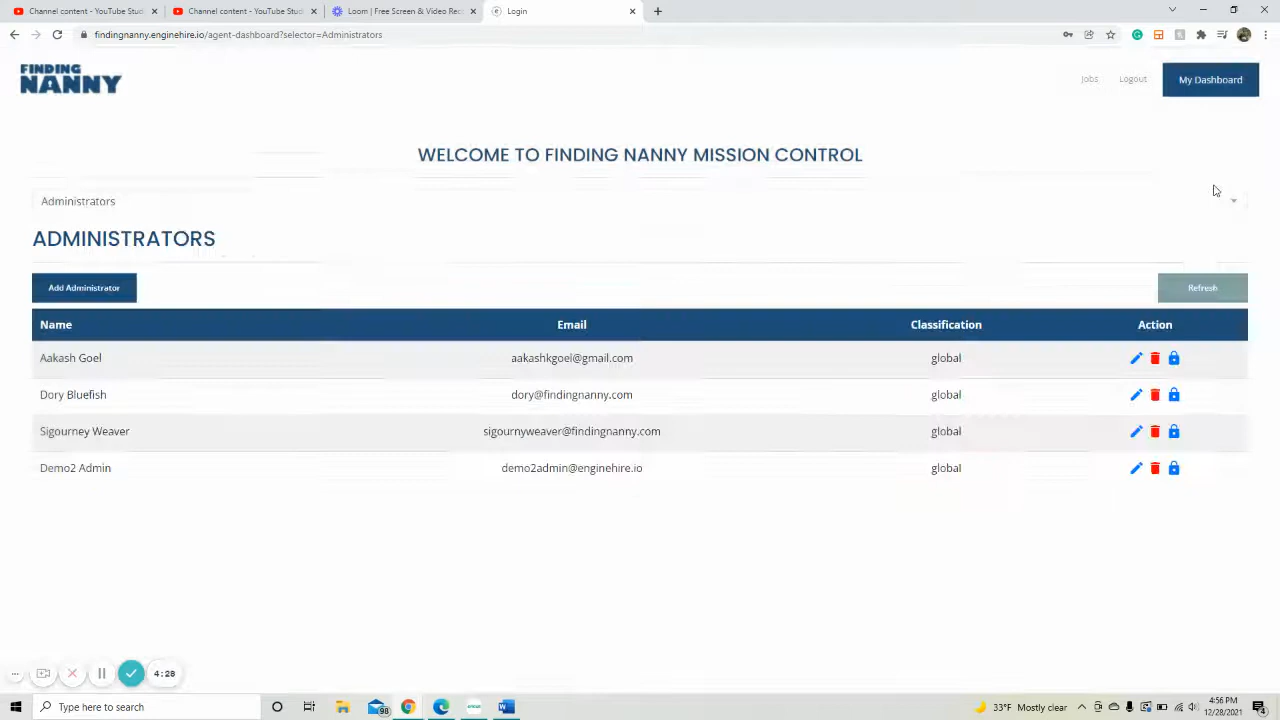 Channel content - YouTube Studi
Channel content - YouTube Studi
Loom | Free Screen & Video Rec
Login
findingnanny.enginehire.io/agent-dashboard?selector=Administrators
FINDING
NANNY
Jobs
Logout
My Dashboard
WELCOME TO FINDING NANNY MISSION CONTROL
Administrators
ADMINISTRATORS
Add Administrator
Refresh
Name Email Classification Action
Aakash Goel aakashkgoel@gmail.com global
Dory Bluefish dory@findingnanny.com global
Sigourney Weaver sigournyweaver@findingnanny.com global
Demo2 Admin demo2admin@enginehire.io global
4:28
Type here to search
98
33°F Mostly clear
4:56 PM
12/28/2021
4